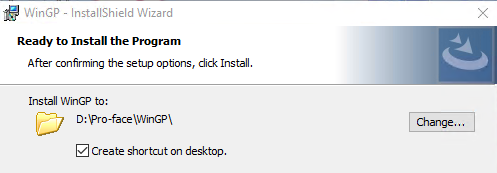 WinGP - InstallShield Wizard
Ready to Install the Program
After confirming the setup options, click Install.
Install WinGP to:
D:\Pro-face\WinGP\
Change...
Create shortcut on desktop.